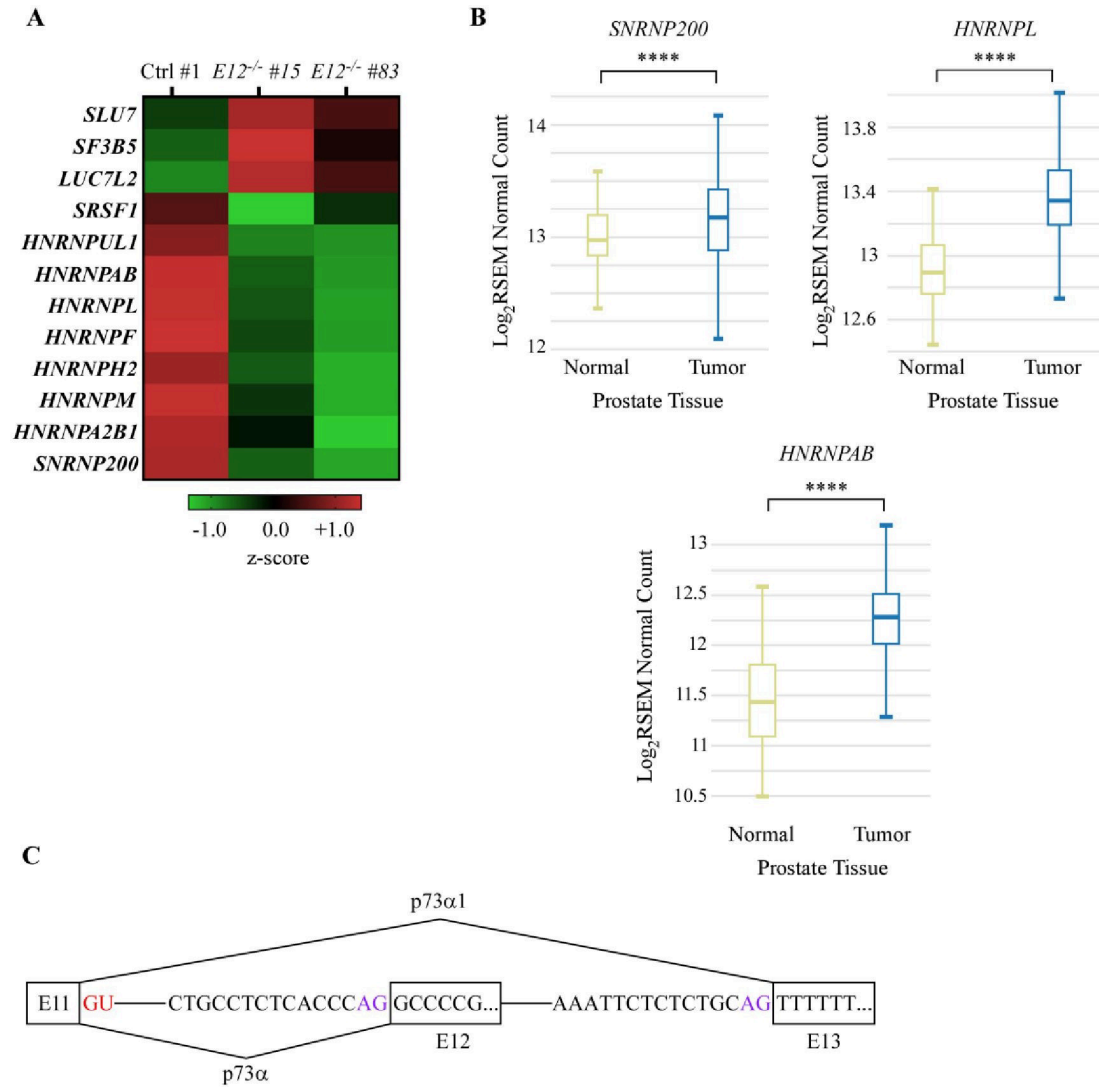 A
Ctrl #1 E12-/- #15 E12-/- #83
SLU7
SF3B5
LUC7L2
SRSF1
HNRNPUL1
HNRNPAB
HNRNPL
HNRNPF
HNRNPH2
HNRNPM
HNRNPA2B1
SNRNP200
-1.0 0.0 +1.0
z-score
B
SNRNP200
****
Log2RSEM Normal Count
14
13
12
Normal Tumor
Prostate Tissue
HNRNPL
****
Log2RSEM Normal Count
13.8
13.4
13
12.6
Normal Tumor
Prostate Tissue
HNRNPAB
****
Log2RSEM Normal Count
13
12.5
12
11.5
11
10.5
Normal Tumor
Prostate Tissue
C
p73α1
E11 GU CTGCCTCTCACCCAG GCCCCG... AAATTCTCTCTGCAG TTTTTT...
E12 E13
p73α